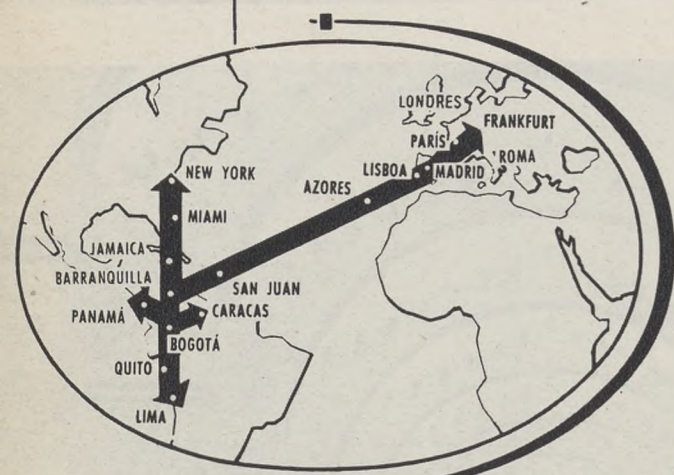 LONDRES
FRANKFURT
PARÍS
ROMA
LISBOA
MADRID
NEW YORK
AZORES
MIAMI
JAMAICA
BARRANQUILLA
SAN JUAN
CARACAS
PANAMÁ
BOGOTÁ
QUITO
LIMA